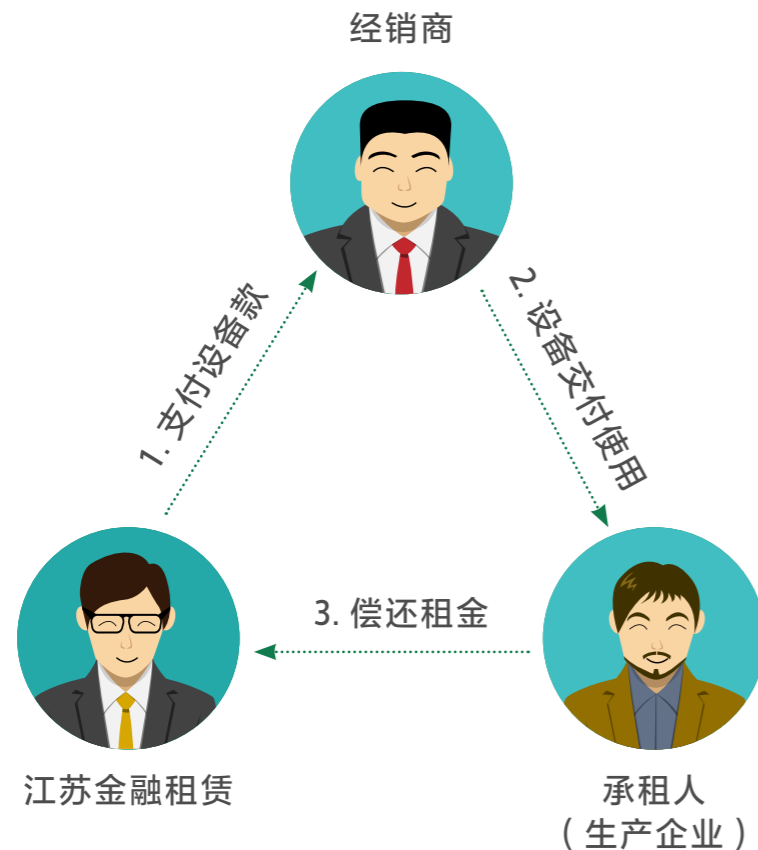 经销商
1. 支付设备款
2. 设备交付使用
3. 偿还租金
江苏金融租赁
承租人
（生产企业）